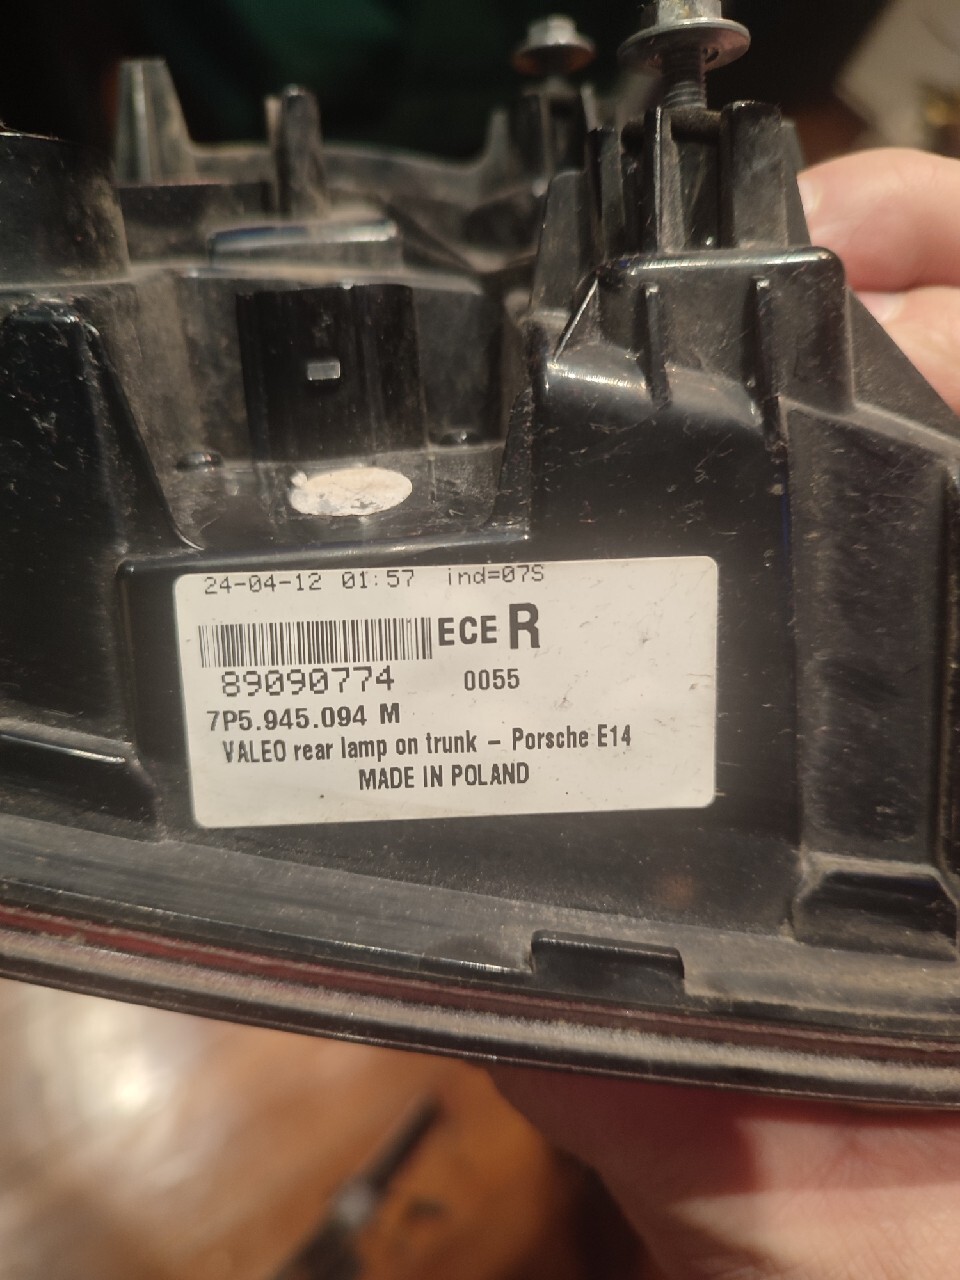 24-04-12 01:57 ind=07S
ECE R
89090774 0055
7P5.945.094 M
VALEO rear lamp on trunk - Porsche E14
MADE IN POLAND